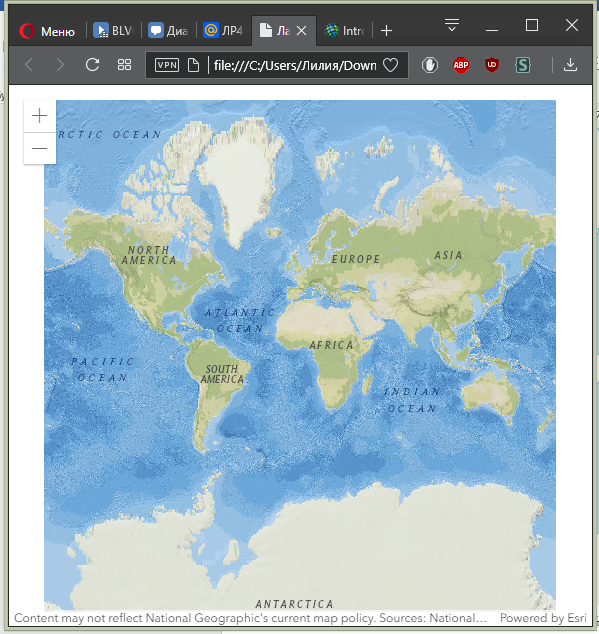 Меню BLV Диа ЛР4 Ла Intro
VPN file:///C:/Users/Лилия/Down ABP UO S
RCTIC OCEAN
NORTH
AMERICA
EUROPE
ASIA
ATLANTIC
OCEAN
AFRICA
PACIFIC
OCEAN
SOUTH
AMERICA
INDIAN
OCEAN
ANTARCTICA
Content may not reflect National Geographic's current map policy. Sources: National... Powered by Esri